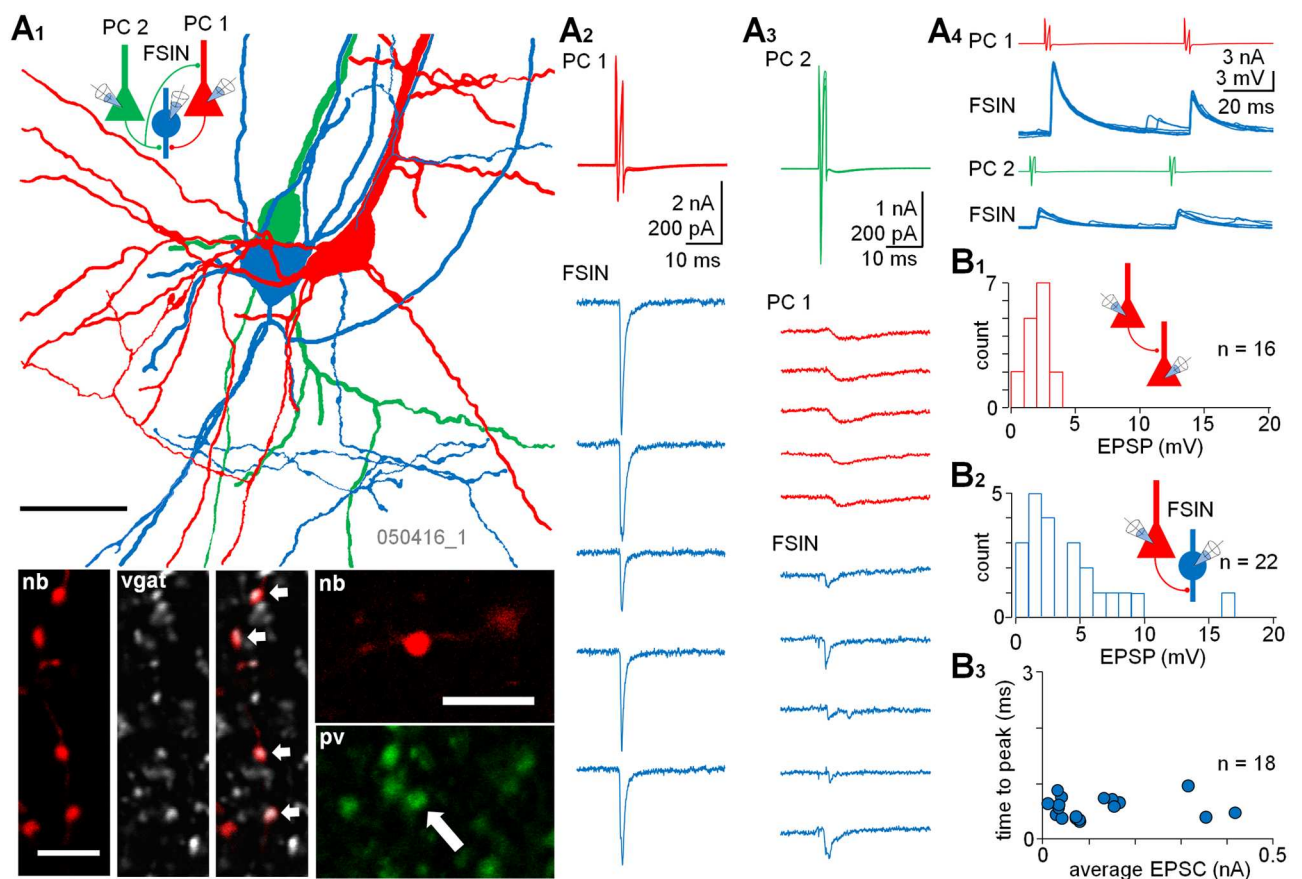 A1
PC 2
PC 1
FSIN
050416_1
nb
vgat
nb
pv
A2
PC 1
2 nA
200 pA
10 ms
FSIN
A3
PC 2
1 nA
200 pA
10 ms
PC 1
FSIN
A4
PC 1
3 nA
3 mV
20 ms
FSIN
PC 2
FSIN
B1
7
count
0
n = 16
0 5 10 15 20
EPSP (mV)
B2
5
count
0
FSIN
n = 22
0 5 10 15 20
EPSP (mV)
B3
3
time to peak (ms)
0
n = 18
0 0.5
average EPSC (nA)